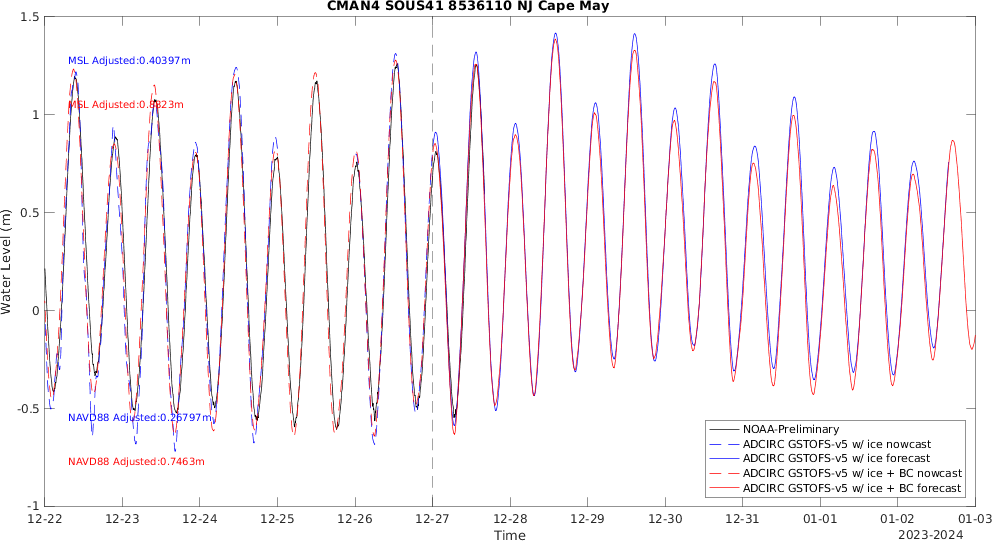 CMAN4 SOUS41 8536110 NJ Cape May
1.5
MSL Adjusted:0.40397m
MSL Adjusted:0.8823m
1
0.5
Water Level (m)
0
-0.5
NAVD88 Adjusted:0.26797m
NAVD88 Adjusted:0.7463m
NOAA-Preliminary
ADCIRC GSTOFS-v5 w/ ice nowcast
ADCIRC GSTOFS-v5 w/ ice forecast
ADCIRC GSTOFS-v5 w/ ice + BC nowcast
ADCIRC GSTOFS-v5 w/ ice + BC forecast
-1
12-22 12-23 12-24 12-25 12-26 12-27 12-28 12-29 12-30 12-31 01-01 01-02 01-03
Time
2023-2024